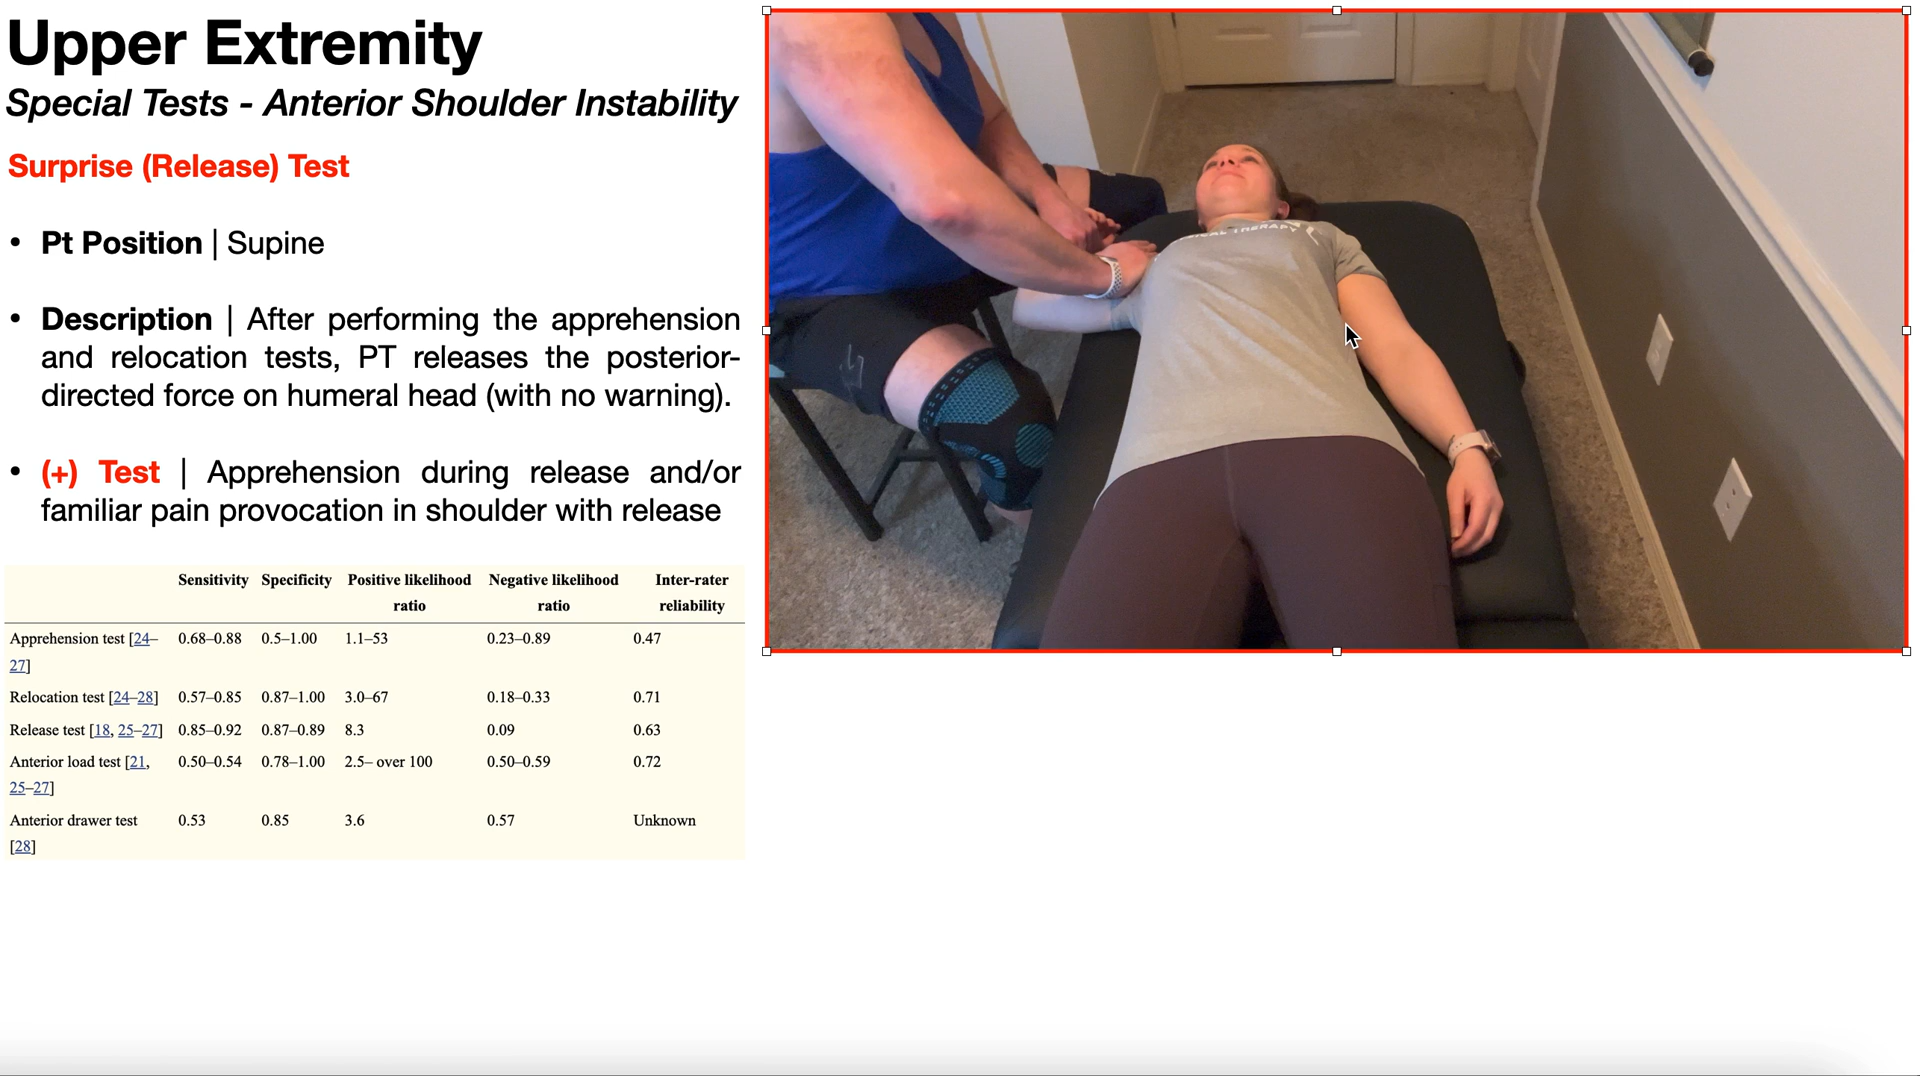 Upper Extremity
Special Tests - Anterior Shoulder Instability
Surprise (Release) Test
• Pt Position | Supine
• Description | After performing the apprehension
and relocation tests, PT releases the posterior-
directed force on humeral head (with no warning).
• (+) Test | Apprehension during release and/or
familiar pain provocation in shoulder with release
Sensitivity Specificity Positive likelihood Negative likelihood Inter-rater
ratio ratio reliability
Apprehension test [24– 0.68–0.88 0.5–1.00 1.1–53 0.23–0.89 0.47
27]
Relocation test [24–28] 0.57–0.85 0.87–1.00 3.0–67 0.18–0.33 0.71
Release test [18, 25–27] 0.85–0.92 0.87–0.89 8.3 0.09 0.63
Anterior load test [21, 0.50–0.54 0.78–1.00 2.5– over 100 0.50–0.59 0.72
25–27]
Anterior drawer test 0.53 0.85 3.6 0.57 Unknown
[28]
THERAPY